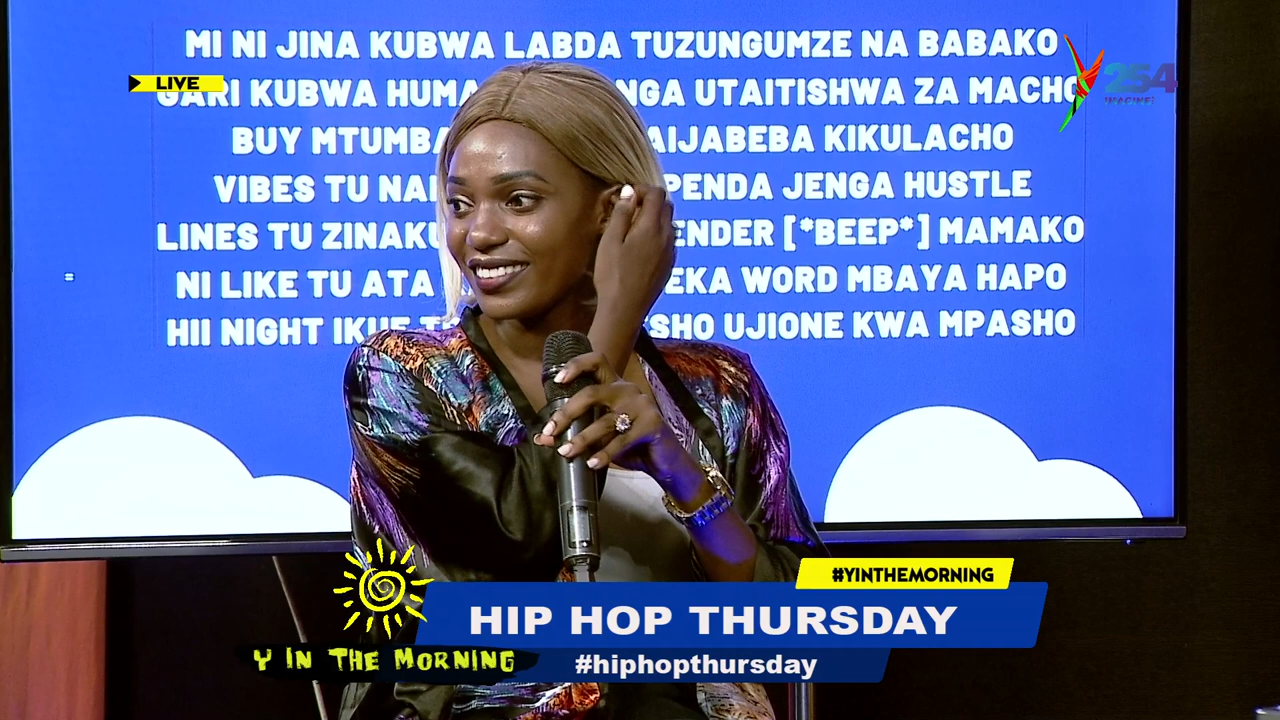 MI NI JINA KUBWA LABDA TUZUNGUMZE NA BABAKO
LIVE
GARI KUBWA HUMA NGA UTAITISHWA ZA MACHO
254
BUY MTUMBA AIJABEBA KIKULACHO
VIBES TU NAI PENDA JENGA HUSTLE
LINES TU ZINAKU ENDER [*BEEP*] MAMAKO
NI LIKE TU ATA EKA WORD MBAYA HAPO
HII NIGHT IKUE SHO UJIONE KWA MPASHO
#YINTHEMORNING
HIP HOP THURSDAY
Y IN THE MORNING
#hiphopthursday